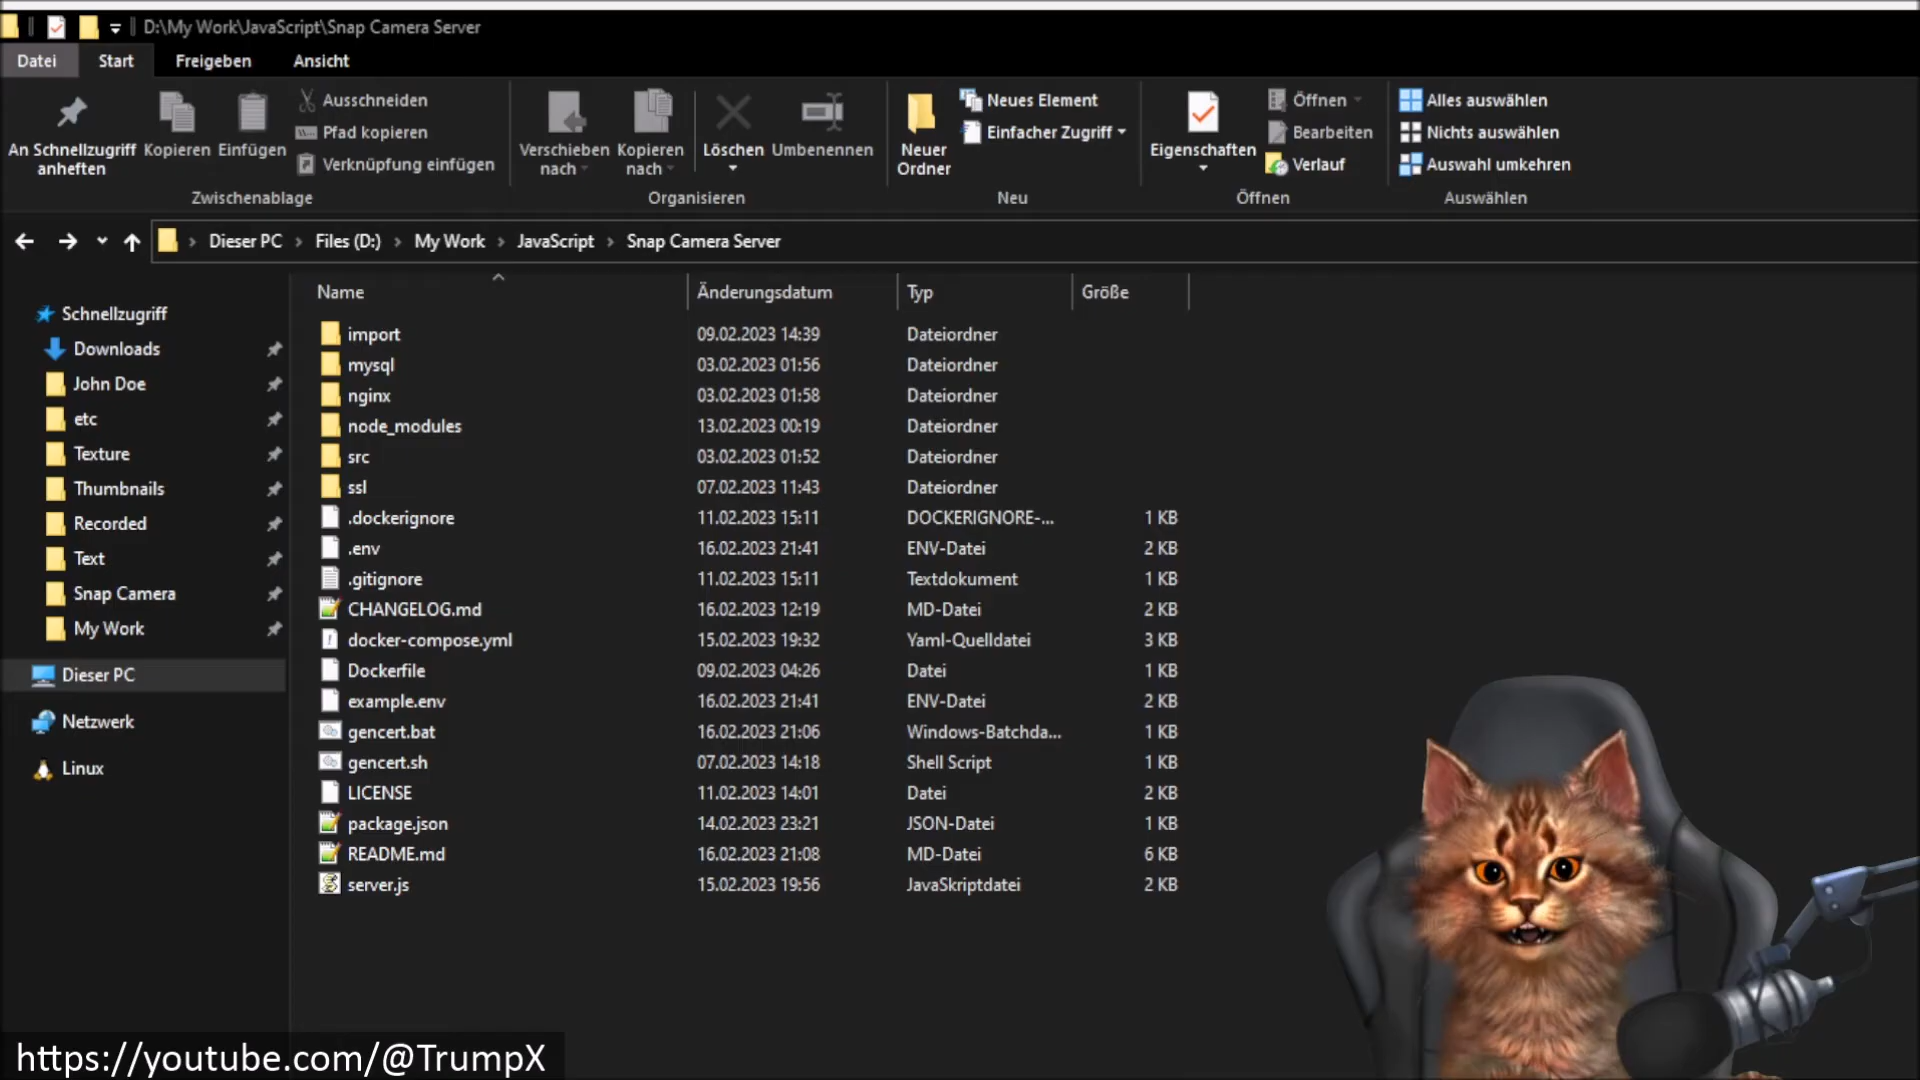 D:\My Work\JavaScript\Snap Camera Server
Datei Start Freigeben Ansicht
An Schnellzugriff anheften
Kopieren
Einfügen
Ausschneiden
Pfad kopieren
Verknüpfung einfügen
Zwischenablage
Verschieben nach
Kopieren nach
Löschen
Umbenennen
Organisieren
Neuer Ordner
Neues Element
Einfacher Zugriff
Neu
Eigenschaften
Öffnen
Bearbeiten
Verlauf
Öffnen
Alles auswählen
Nichts auswählen
Auswahl umkehren
Auswählen
Dieser PC > Files (D:) > My Work > JavaScript > Snap Camera Server
Schnellzugriff
Downloads
John Doe
etc
Texture
Thumbnails
Recorded
Text
Snap Camera
My Work
Dieser PC
Netzwerk
Linux
Name Änderungsdatum Typ Größe
import 09.02.2023 14:39 Dateiordner
mysql 03.02.2023 01:56 Dateiordner
nginx 03.02.2023 01:58 Dateiordner
node_modules 13.02.2023 00:19 Dateiordner
src 03.02.2023 01:52 Dateiordner
ssl 07.02.2023 11:43 Dateiordner
.dockerignore 11.02.2023 15:11 DOCKERIGNORE-... 1 KB
.env 16.02.2023 21:41 ENV-Datei 2 KB
.gitignore 11.02.2023 15:11 Textdokument 1 KB
CHANGELOG.md 16.02.2023 12:19 MD-Datei 2 KB
docker-compose.yml 15.02.2023 19:32 Yaml-Quelldatei 3 KB
Dockerfile 09.02.2023 04:26 Datei 1 KB
example.env 16.02.2023 21:41 ENV-Datei 2 KB
gencert.bat 16.02.2023 21:06 Windows-Batchda... 1 KB
gencert.sh 07.02.2023 14:18 Shell Script 1 KB
LICENSE 11.02.2023 14:01 Datei 2 KB
package.json 14.02.2023 23:21 JSON-Datei 1 KB
README.md 16.02.2023 21:08 MD-Datei 6 KB
server.js 15.02.2023 19:56 JavaSkriptdatei 2 KB
https://youtube.com/@TrumpX